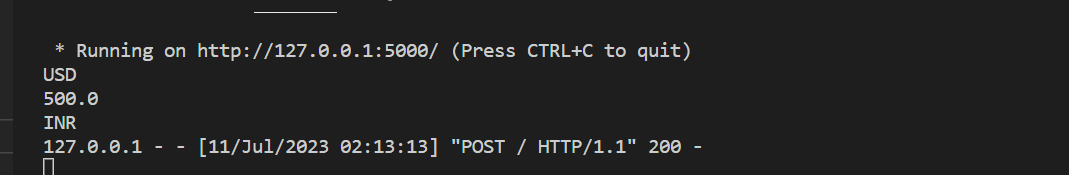 * Running on http://127.0.0.1:5000/ (Press CTRL+C to quit)
USD
500.0
INR
127.0.0.1 - - [11/Jul/2023 02:13:13] "POST / HTTP/1.1" 200 -